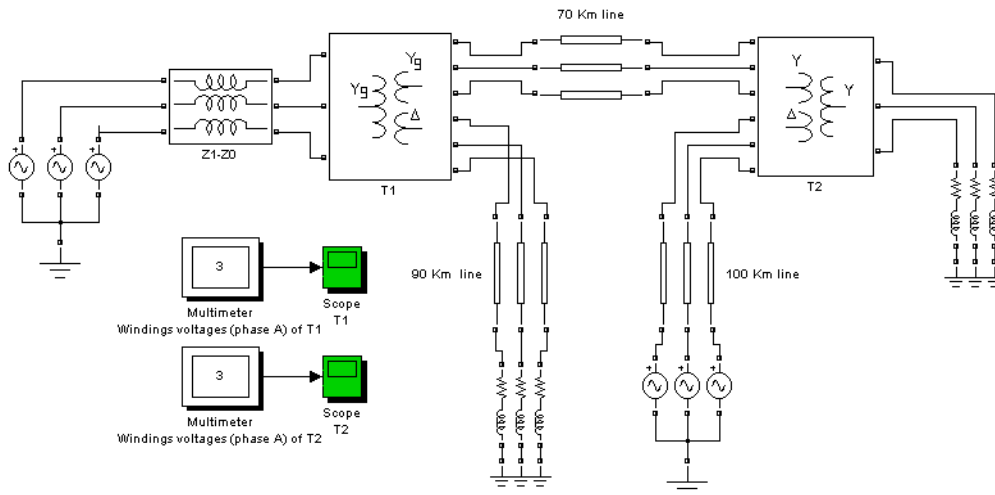 70 Km line
Yg
Yg
Δ
Z1-Z0
T1
Y
Y
Δ
T2
+
+
+
90 Km line
100 Km line
3
Multimeter
Windings voltages (phase A) of T1
Scope
T1
3
Multimeter
Windings voltages (phase A) of T2
Scope
T2
+
+
+